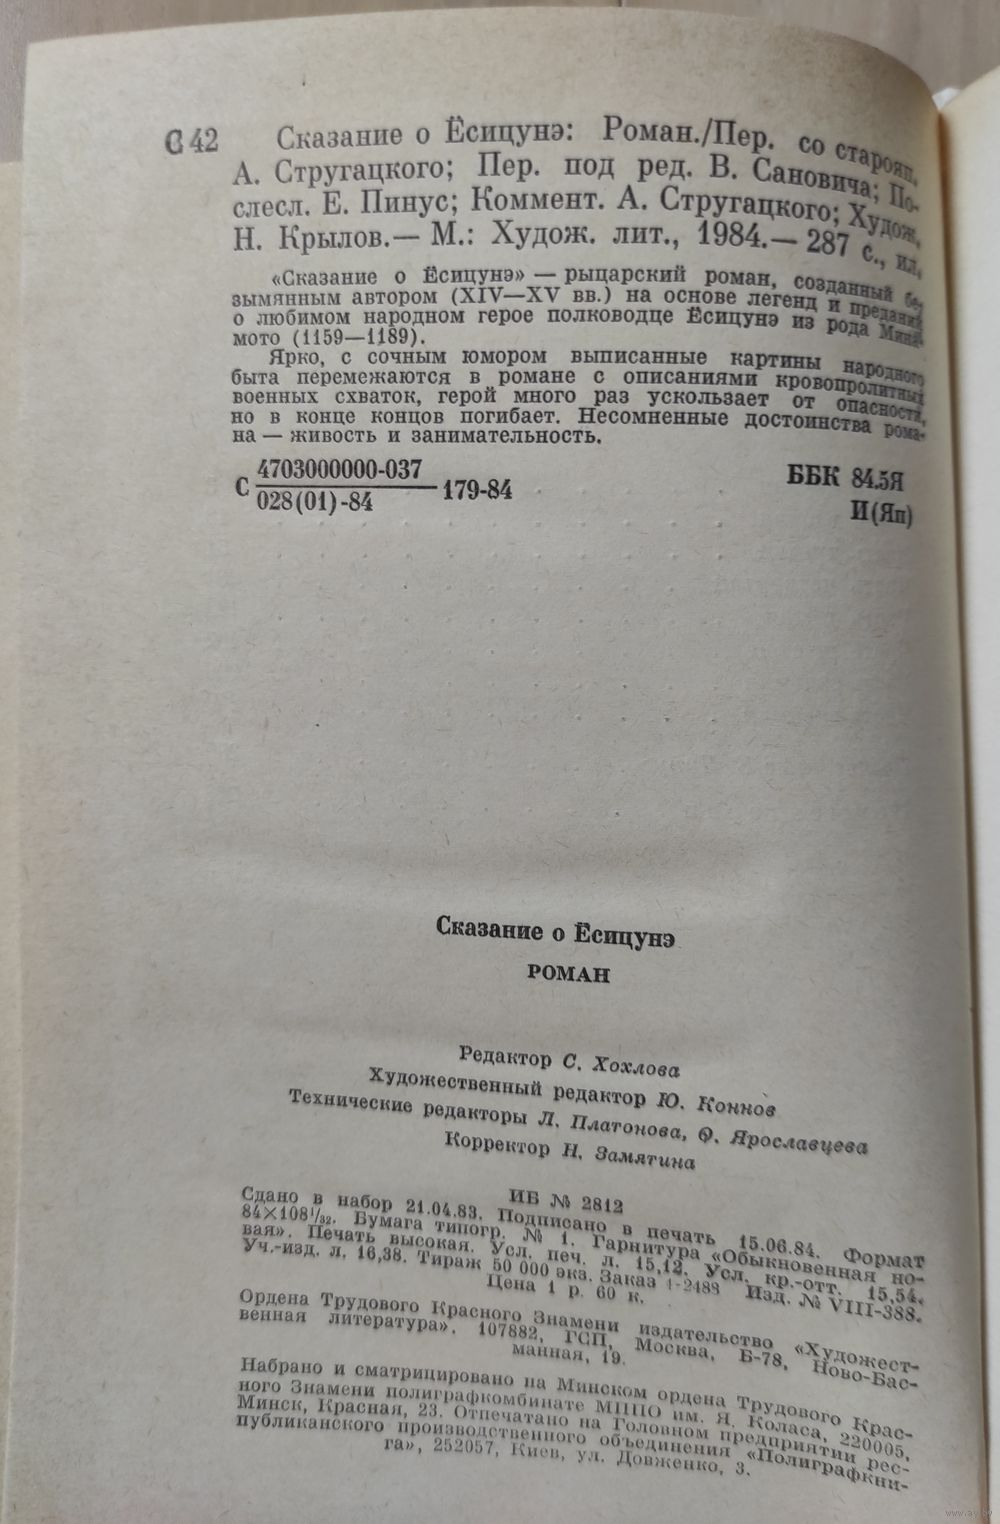 С 42 Сказание о Ёсицунэ: Роман./Пер. со старояп.
А. Стругацкого; Пер. под ред. В. Сановича; По-
слесл. Е. Пинус; Коммент. А. Стругацкого; Худож.
Н. Крылов.— М.: Худож. лит., 1984.— 287 с., ил.
«Сказание о Ёсицунэ» — рыцарский роман, созданный бе-
зымянным автором (XIV—XV вв.) на основе легенд и преданий
о любимом народном герое полководце Ёсицунэ из рода Мина-
мото (1159—1189).
Ярко, с сочным юмором выписанные картины народного
быта перемежаются в романе с описаниями кровопролитных
военных схваток, герой много раз ускользает от опасности,
но в конце концов погибает. Несомненные достоинства рома-
на — живость и занимательность.
С 4703000000-037
028(01)-84 179-84
ББК 84.5Я
И(Яп)
Сказание о Ёсицунэ
РОМАН
Редактор С. Хохлова
Художественный редактор Ю. Коннов
Технические редакторы Л. Платонова, О. Ярославцева
Корректор Н. Замятина
ИБ № 2812
Сдано в набор 21.04.83. Подписано в печать 15.06.84. Формат
84×108¹/₃₂. Бумага типогр. № 1. Гарнитура «Обыкновенная но-
вая». Печать высокая. Усл. печ. л. 15,12. Усл. кр.-отт. 15,54.
Уч.-изд. л. 16,38. Тираж 50 000 экз. Заказ 4-2488 Изд. № VIII-388.
Цена 1 р. 60 к.
Ордена Трудового Красного Знамени издательство «Художест-
венная литература». 107882, ГСП, Москва, Б-78, Ново-Бас-
манная, 19.
Набрано и сматрицировано на Минском ордена Трудового Крас-
ного Знамени полиграфкомбинате МППО им. Я. Коласа, 220005,
Минск, Красная, 23. Отпечатано на Головном предприятии рес-
публиканского производственного объединения «Полиграфкни-
га», 252057, Киев, ул. Довженко, 3.